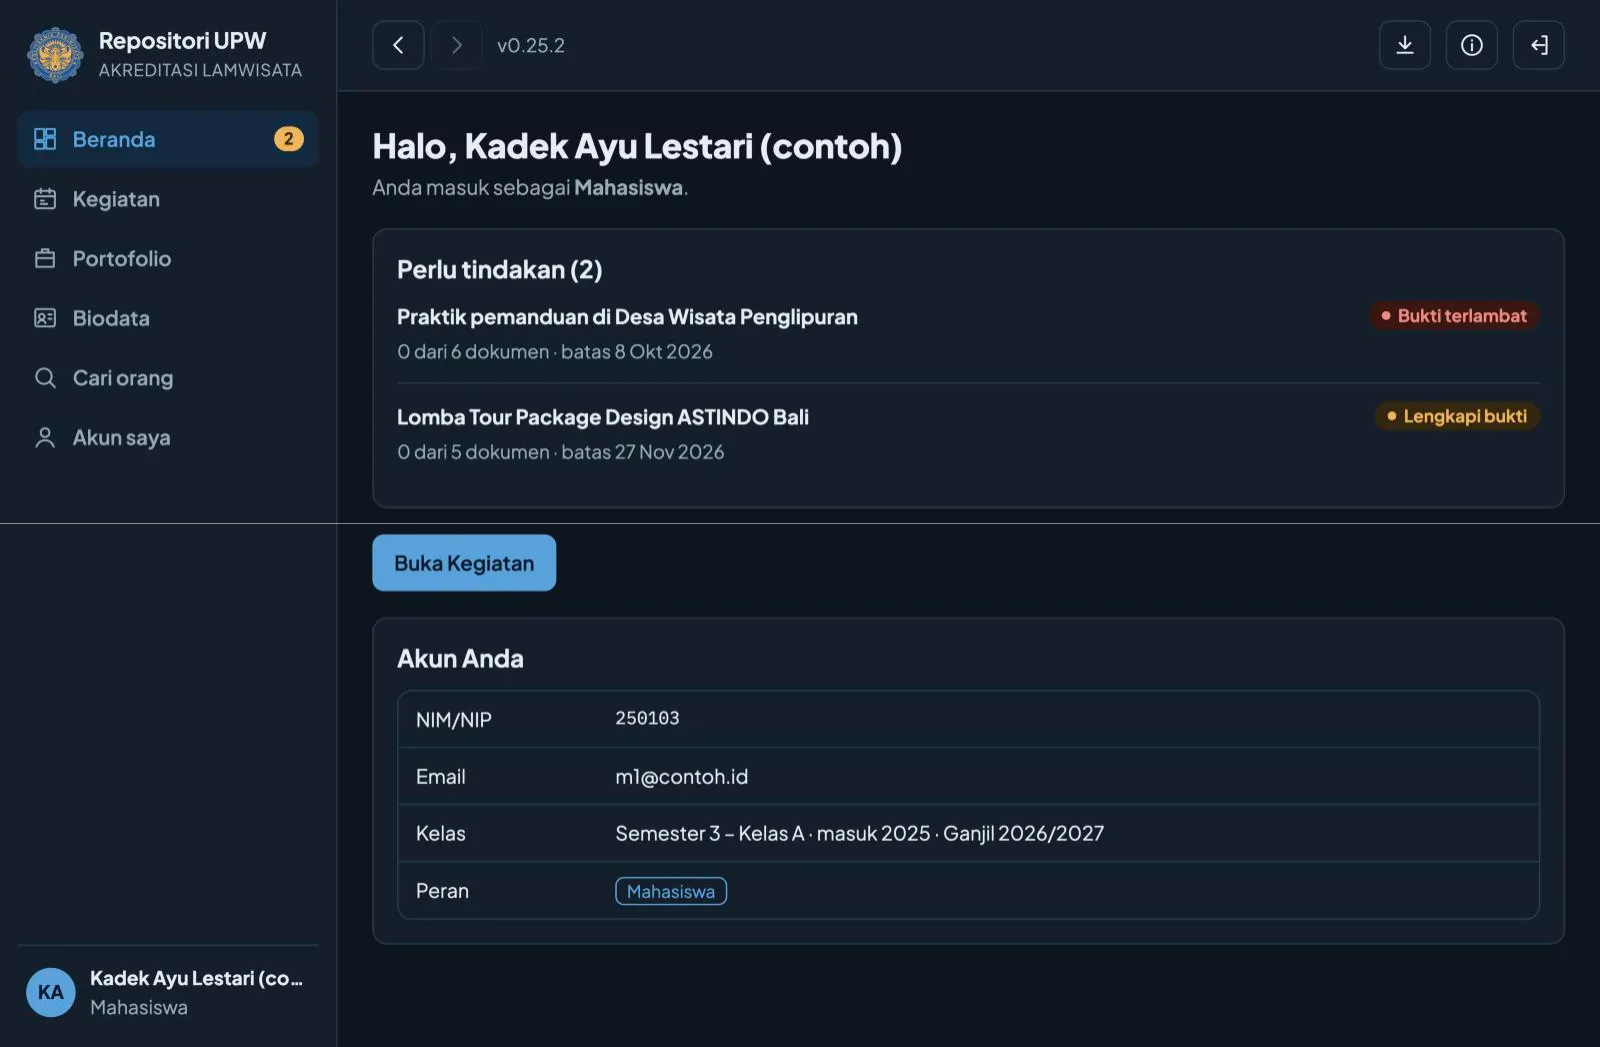 Repositori UPW
AKREDITASI LAMWISATA
v0.25.2
Beranda
2
Kegiatan
Portofolio
Biodata
Cari orang
Akun saya
Halo, Kadek Ayu Lestari (contoh)
Anda masuk sebagai Mahasiswa.
Perlu tindakan (2)
Praktik pemanduan di Desa Wisata Penglipuran
Bukti terlambat
0 dari 6 dokumen · batas 8 Okt 2026
Lomba Tour Package Design ASTINDO Bali
Lengkapi bukti
0 dari 5 dokumen · batas 27 Nov 2026
Buka Kegiatan
Akun Anda
NIM/NIP 250103
Email m1@contoh.id
Kelas Semester 3 – Kelas A · masuk 2025 · Ganjil 2026/2027
Peran Mahasiswa
KA
Kadek Ayu Lestari (co...
Mahasiswa